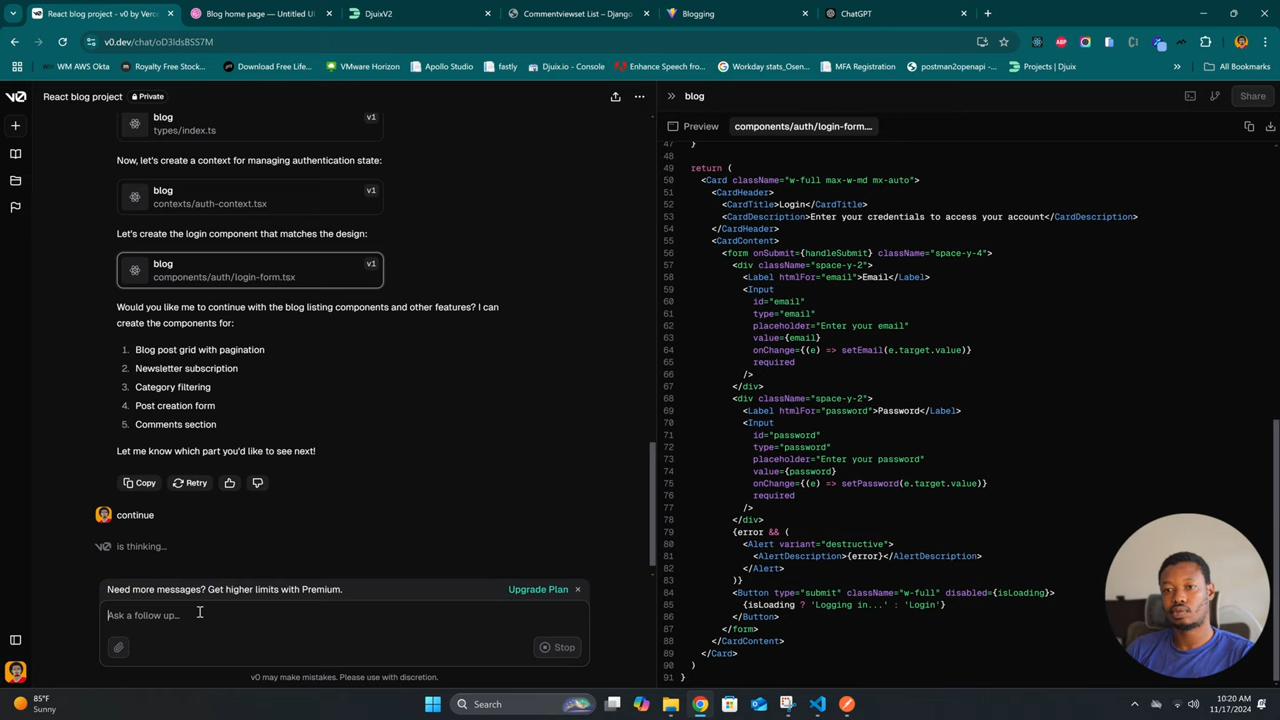 React blog project - v0 by Verc
Blog home page — Untitled UI
DjuixV2
Commentviewset List – Django
Blogging
ChatGPT
v0.dev/chat/oD3IdsBSS7M
WM AWS Okta
Royalty Free Stock...
Download Free Life...
VMware Horizon
Apollo Studio
fastly
Djuix.io - Console
Enhance Speech fro...
Workday stats_Osen...
MFA Registration
postman2openapi -...
Projects | Djuix
»
All Bookmarks
React blog project
Private
blog
Share
Preview
components/auth/login-form....
blog
v1
types/index.ts
Now, let's create a context for managing authentication state:
blog
v1
contexts/auth-context.tsx
Let's create the login component that matches the design:
blog
v1
components/auth/login-form.tsx
Would you like me to continue with the blog listing components and other features? I can
create the components for:
1. Blog post grid with pagination
2. Newsletter subscription
3. Category filtering
4. Post creation form
5. Comments section
Let me know which part you'd like to see next!
Copy
Retry
continue
is thinking...
Need more messages? Get higher limits with Premium.
Upgrade Plan
Ask a follow up...
Stop
v0 may make mistakes. Please use with discretion.
47 }
48
49 return (
50 <Card className="w-full max-w-md mx-auto">
51 <CardHeader>
52 <CardTitle>Login</CardTitle>
53 <CardDescription>Enter your credentials to access your account</CardDescription>
54 </CardHeader>
55 <CardContent>
56 <form onSubmit={handleSubmit} className="space-y-4">
57 <div className="space-y-2">
58 <Label htmlFor="email">Email</Label>
59 <Input
60 id="email"
61 type="email"
62 placeholder="Enter your email"
63 value={email}
64 onChange={(e) => setEmail(e.target.value)}
65 required
66 />
67 </div>
68 <div className="space-y-2">
69 <Label htmlFor="password">Password</Label>
70 <Input
71 id="password"
72 type="password"
73 placeholder="Enter your password"
74 value={password}
75 onChange={(e) => setPassword(e.target.value)}
76 required
77 />
78 </div>
79 {error && (
80 <Alert variant="destructive">
81 <AlertDescription>{error}</AlertDescription>
82 </Alert>
83 )}
84 <Button type="submit" className="w-full" disabled={isLoading}>
85 {isLoading ? 'Logging in...' : 'Login'}
86 </Button>
87 </form>
88 </CardContent>
89 </Card>
90 )
91 }
85°F
Sunny
Search
10:20 AM
11/17/2024